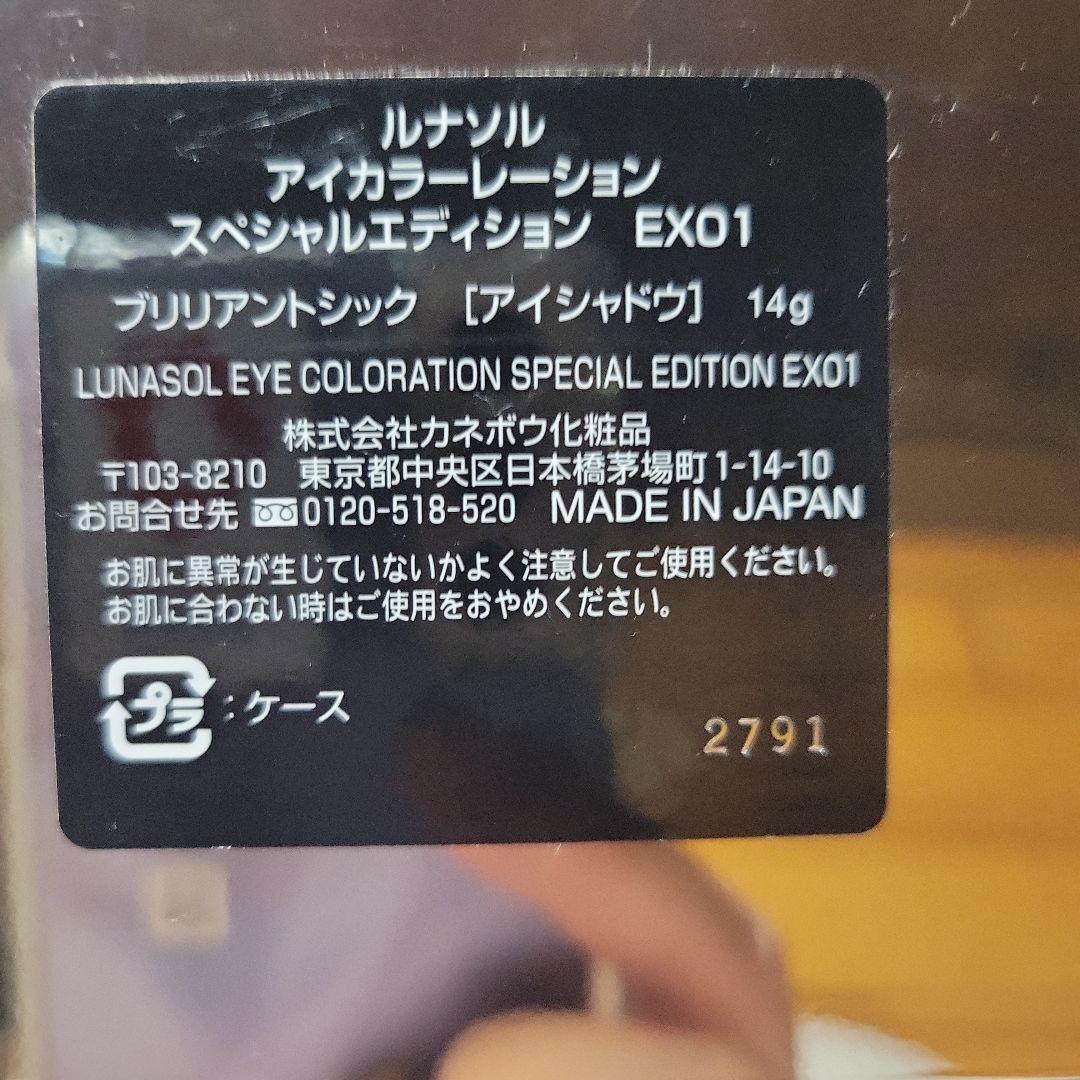 ルナソル
アイカラーレーション
スペシャルエディション EX01
ブリリアントシック [アイシャドウ] 14g
LUNASOL EYE COLORATION SPECIAL EDITION EX01
株式会社カネボウ化粧品
〒103-8210 東京都中央区日本橋茅場町1-14-10
お問合せ先 0120-518-520 MADE IN JAPAN
お肌に異常が生じていないかよく注意してご使用ください。
お肌に合わない時はご使用をおやめください。
プラ : ケース
2791